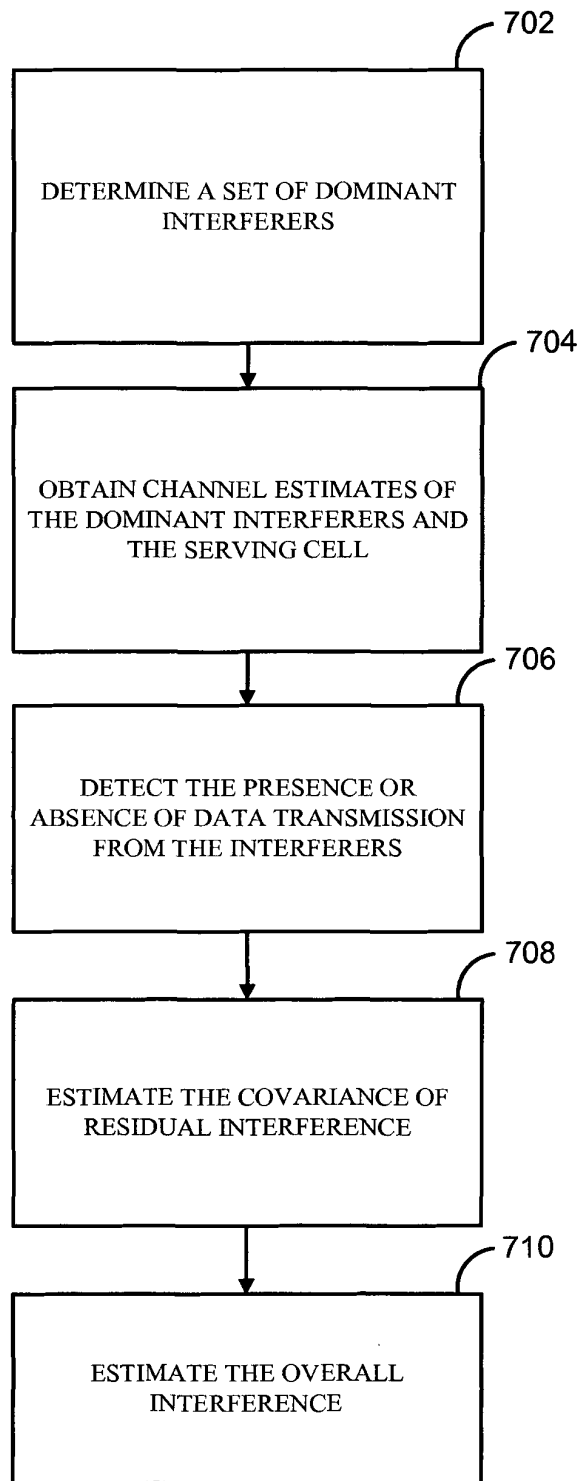 702
DETERMINE A SET OF DOMINANT
INTERFERERS
704
OBTAIN CHANNEL ESTIMATES OF
THE DOMINANT INTERFERERS AND
THE SERVING CELL
706
DETECT THE PRESENCE OR
ABSENCE OF DATA TRANSMISSION
FROM THE INTERFERERS
708
ESTIMATE THE COVARIANCE OF
RESIDUAL INTERFERENCE
710
ESTIMATE THE OVERALL
INTERFERENCE